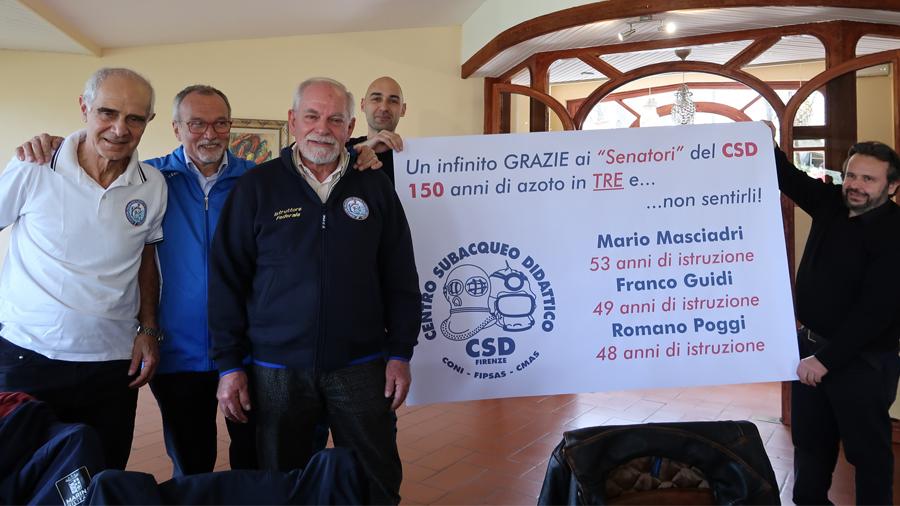 Un infinito GRAZIE ai "Senatori" del CSD
150 anni di azoto in TRE e...
...non sentirli!
Mario Masciadri
53 anni di istruzione
Franco Guidi
49 anni di istruzione
Romano Poggi
48 anni di istruzione
CENTRO SUBACQUEO DIDATTICO
CSD
FIRENZE
CONI - FIPSAS - CMAS
Istruttore
Federale